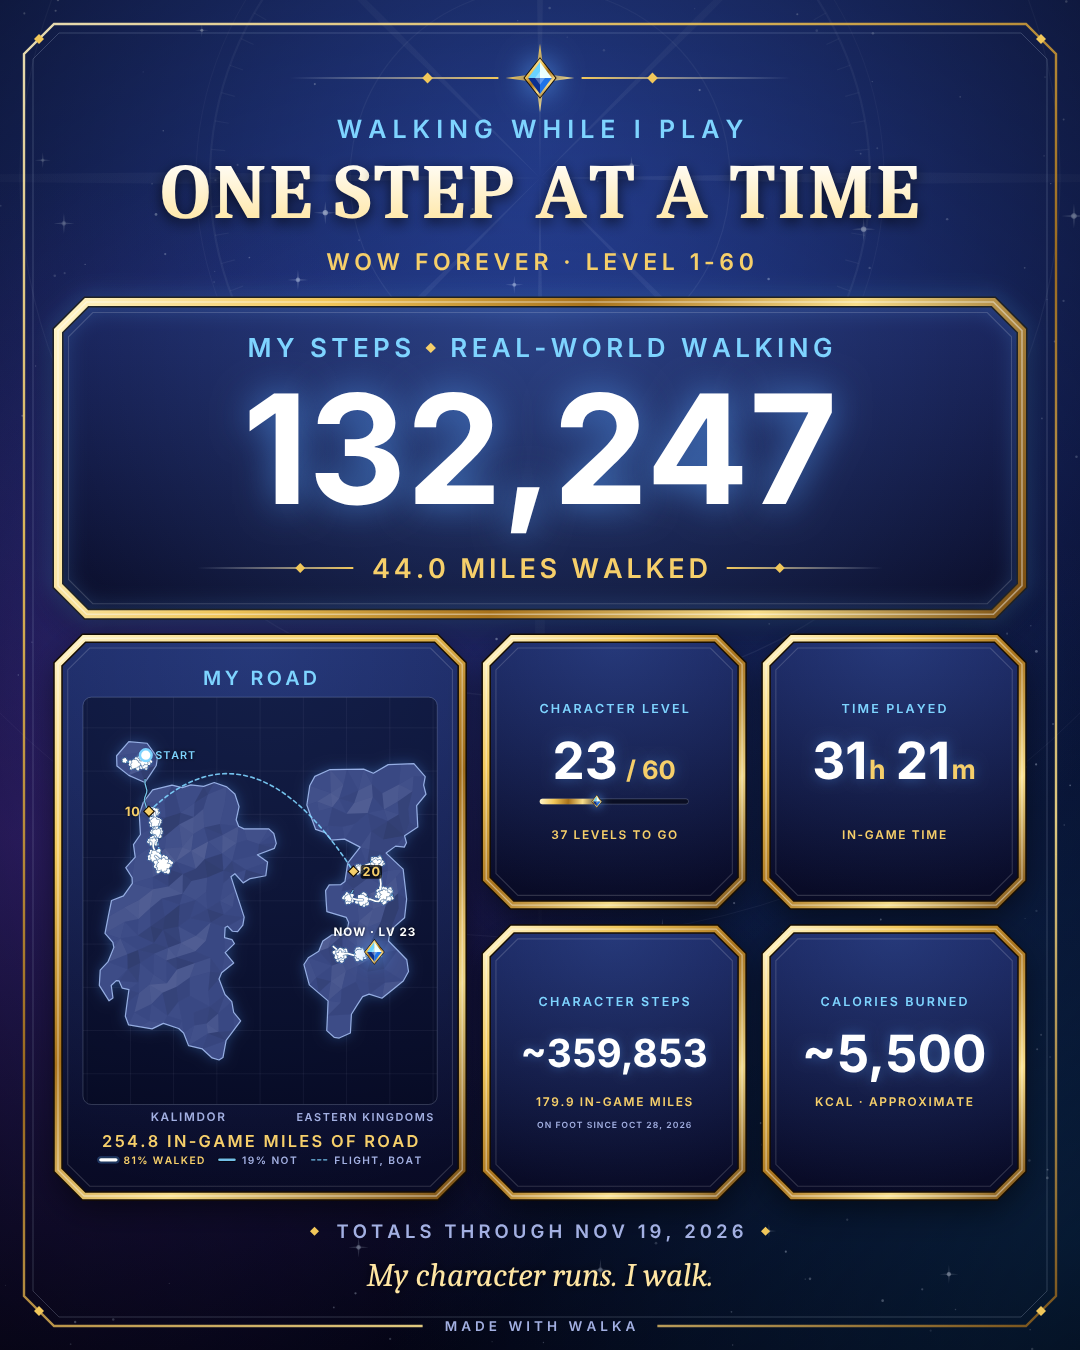 WALKING WHILE I PLAY
ONE STEP AT A TIME
WOW FOREVER · LEVEL 1-60
MY STEPS ◆ REAL-WORLD WALKING
132,247
44.0 MILES WALKED
MY ROAD
START
10
20
NOW · LV 23
KALIMDOR
EASTERN KINGDOMS
254.8 IN-GAME MILES OF ROAD
81% WALKED
19% NOT
FLIGHT, BOAT
CHARACTER LEVEL
23 / 60
37 LEVELS TO GO
TIME PLAYED
31h 21m
IN-GAME TIME
CHARACTER STEPS
~359,853
179.9 IN-GAME MILES
ON FOOT SINCE OCT 28, 2026
CALORIES BURNED
~5,500
KCAL · APPROXIMATE
TOTALS THROUGH NOV 19, 2026
My character runs. I walk.
MADE WITH WALKA